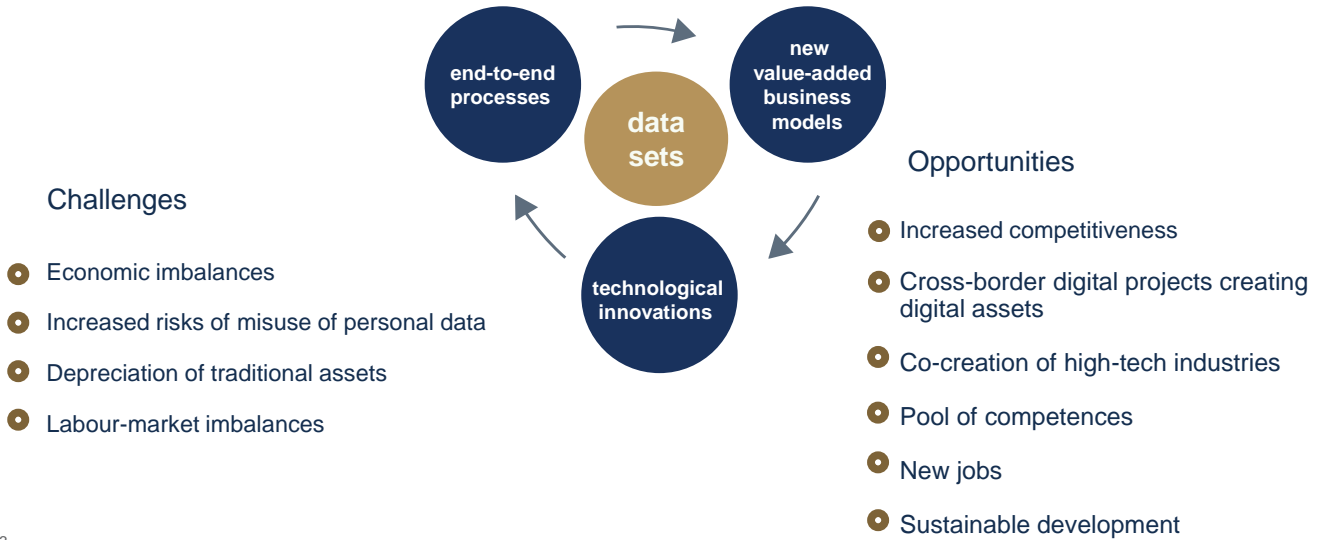 end-to-end
processes
data
sets
new
value-added
business
models
technological
innovations
Challenges
Economic imbalances
Increased risks of misuse of personal data
Depreciation of traditional assets
Labour-market imbalances
Opportunities
Increased competitiveness
Cross-border digital projects creating
digital assets
Co-creation of high-tech industries
Pool of competences
New jobs
Sustainable development